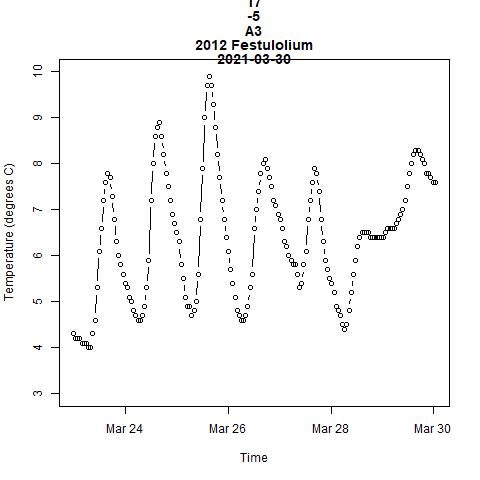 17
-5
A3
2012 Festulolium
2021-03-30
Temperature (degrees C)
10
9
8
7
6
5
4
3
Mar 24
Mar 26
Mar 28
Mar 30
Time